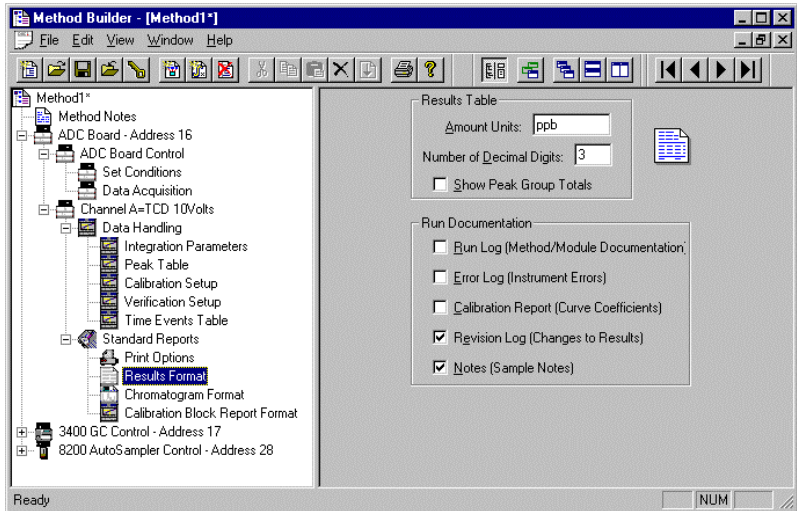 Method Builder - [Method1*]
File Edit View Window Help
Method1*
Method Notes
ADC Board - Address 16
ADC Board Control
Set Conditions
Data Acquisition
Channel A=TCD 10Volts
Data Handling
Integration Parameters
Peak Table
Calibration Setup
Verification Setup
Time Events Table
Standard Reports
Print Options
Results Format
Chromatogram Format
Calibration Block Report Format
3400 GC Control - Address 17
8200 AutoSampler Control - Address 28
Results Table
Amount Units: ppb
Number of Decimal Digits: 3
Show Peak Group Totals
Run Documentation
Run Log (Method/Module Documentation)
Error Log (Instrument Errors)
Calibration Report (Curve Coefficients)
Revision Log (Changes to Results)
Notes (Sample Notes)
Ready
NUM